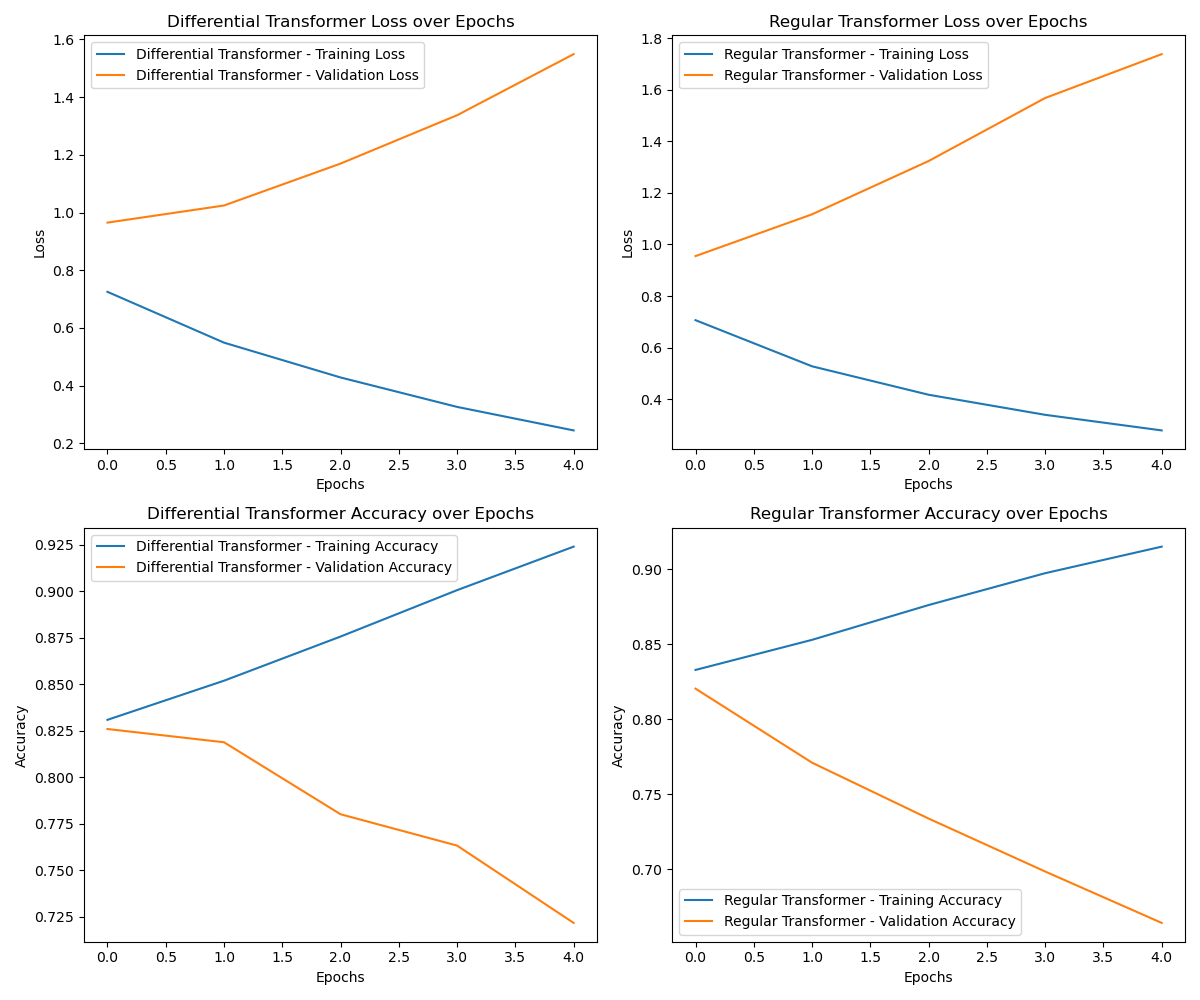 Differential Transformer Loss over Epochs
Differential Transformer - Training Loss
Differential Transformer - Validation Loss
1.6
1.4
1.2
1.0
0.8
0.6
0.4
0.2
Loss
0.0 0.5 1.0 1.5 2.0 2.5 3.0 3.5 4.0
Epochs
Regular Transformer Loss over Epochs
Regular Transformer - Training Loss
Regular Transformer - Validation Loss
1.8
1.6
1.4
1.2
1.0
0.8
0.6
0.4
Loss
0.0 0.5 1.0 1.5 2.0 2.5 3.0 3.5 4.0
Epochs
Differential Transformer Accuracy over Epochs
Differential Transformer - Training Accuracy
Differential Transformer - Validation Accuracy
0.925
0.900
0.875
0.850
0.825
0.800
0.775
0.750
0.725
Accuracy
0.0 0.5 1.0 1.5 2.0 2.5 3.0 3.5 4.0
Epochs
Regular Transformer Accuracy over Epochs
0.90
0.85
0.80
0.75
0.70
Accuracy
Regular Transformer - Training Accuracy
Regular Transformer - Validation Accuracy
0.0 0.5 1.0 1.5 2.0 2.5 3.0 3.5 4.0
Epochs